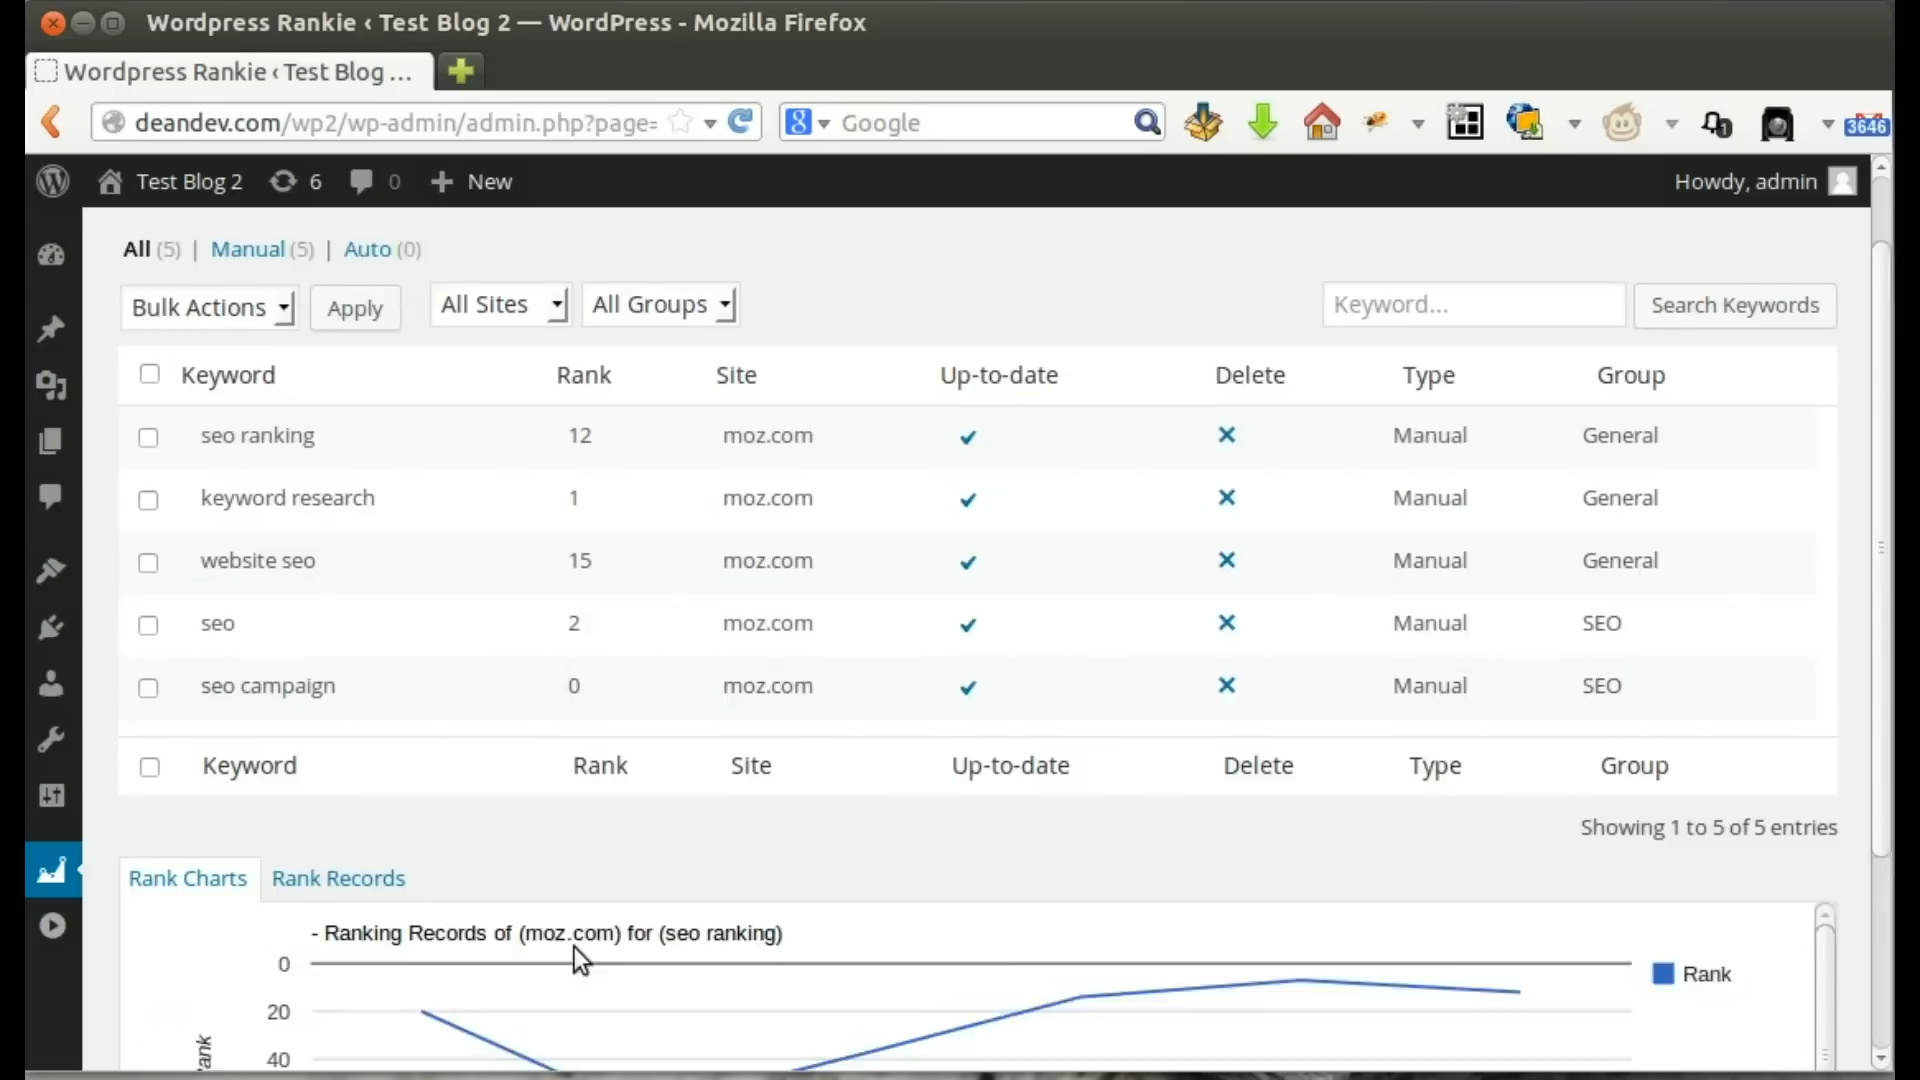 Wordpress Rankie ‹ Test Blog 2 — WordPress - Mozilla Firefox
Wordpress Rankie ‹ Test Blog ...
deandev.com/wp2/wp-admin/admin.php?page= 8 Google 1 3646
Test Blog 2 6 0 New Howdy, admin
All (5) | Manual (5) | Auto (0)
Bulk Actions Apply All Sites All Groups Keyword... Search Keywords
Keyword Rank Site Up-to-date Delete Type Group
seo ranking 12 moz.com Manual General
keyword research 1 moz.com Manual General
website seo 15 moz.com Manual General
seo 2 moz.com Manual SEO
seo campaign 0 moz.com Manual SEO
Keyword Rank Site Up-to-date Delete Type Group
Showing 1 to 5 of 5 entries
Rank Charts Rank Records
- Ranking Records of (moz.com) for (seo ranking)
0
Rank
20
40